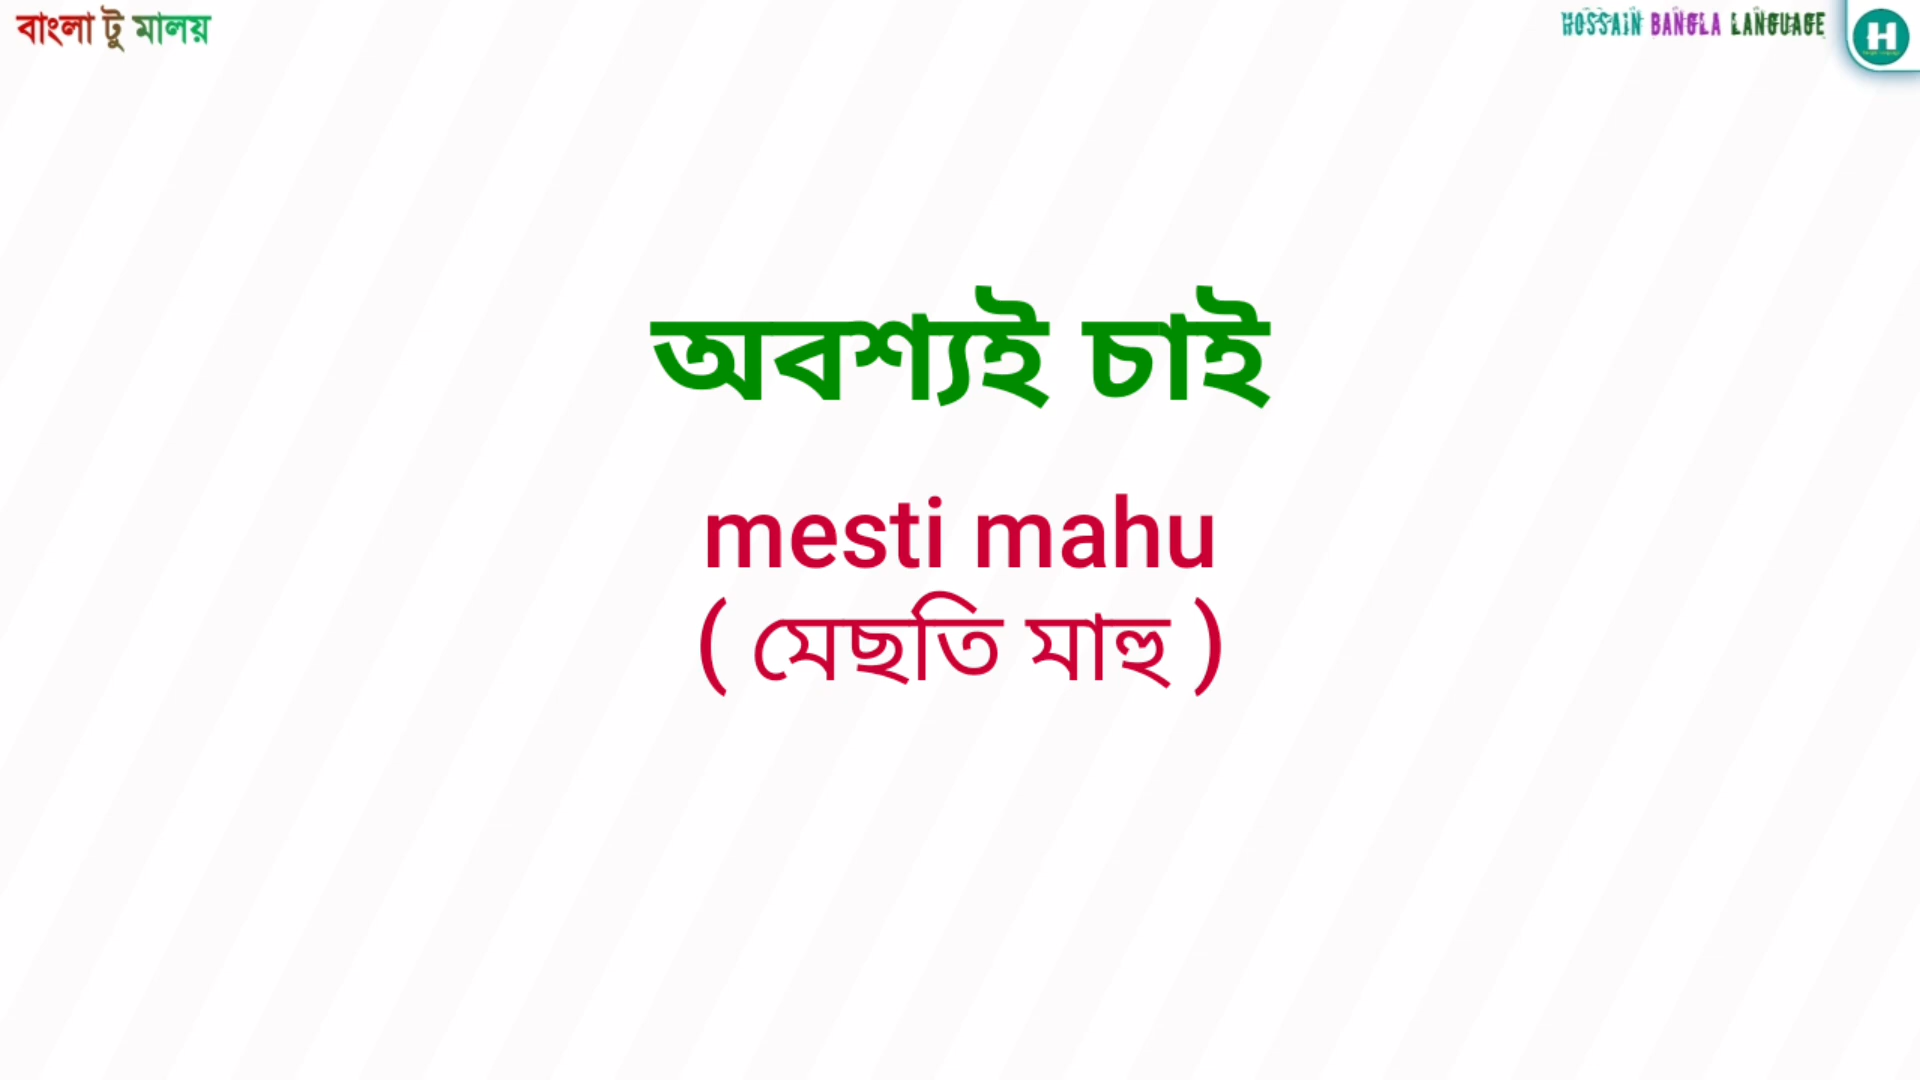 বাংলা টু মালয়
HOSSAIN BANGLA LANGUAGE
H
অবশ্যই চাই
mesti mahu
( মেছতি মাহু )